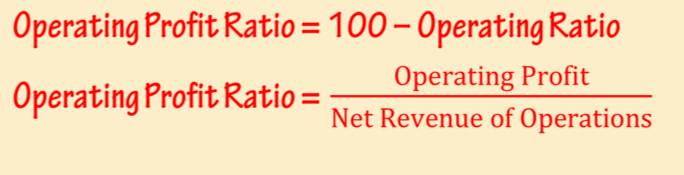 Operating Profit Ratio = 100 – Operating Ratio
Operating Profit Ratio = Operating Profit
Net Revenue of Operations